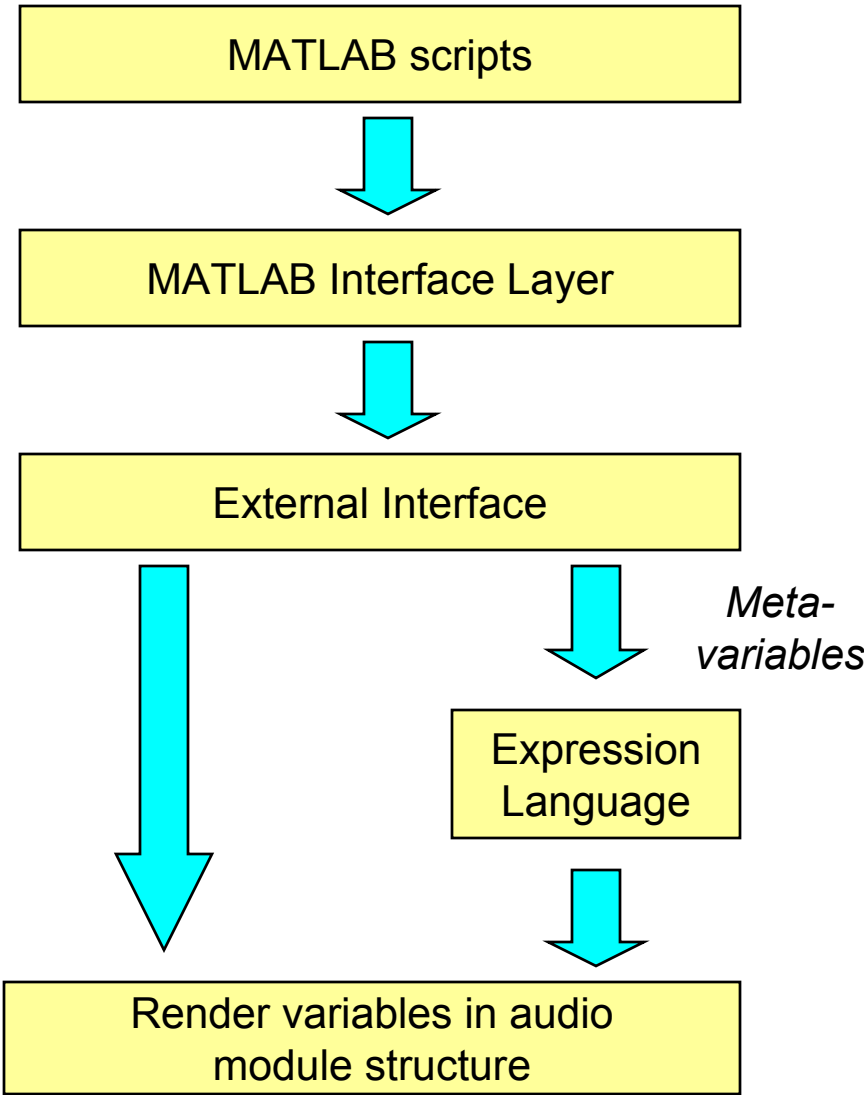 MATLAB scripts
MATLAB Interface Layer
External Interface
Meta-
variables
Expression
Language
Render variables in audio
module structure